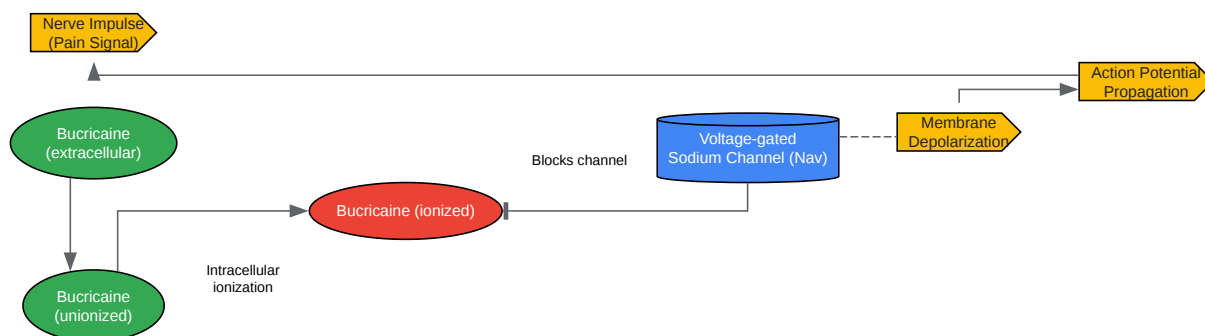 Nerve Impulse
(Pain Signal)
Action Potential
Propagation
Bucricaine
(extracellular)
Voltage-gated
Sodium Channel (Nav)
Membrane
Depolarization
Blocks channel
Bucricaine (ionized)
Intracellular
ionization
Bucricaine
(unionized)